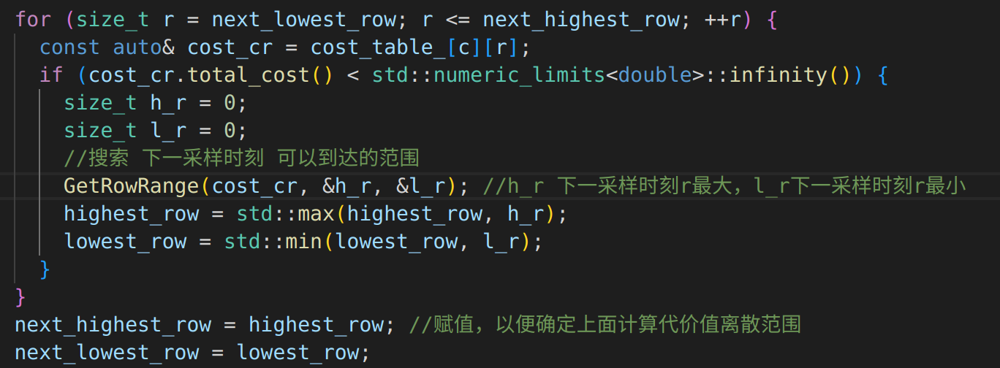 for (size_t r = next_lowest_row; r <= next_highest_row; ++r) {
  const auto& cost_cr = cost_table_[c][r];
  if (cost_cr.total_cost() < std::numeric_limits<double>::infinity()) {
    size_t h_r = 0;
    size_t l_r = 0;
    //搜索 下一采样时刻 可以到达的范围
    GetRowRange(cost_cr, &h_r, &l_r); //h_r 下一采样时刻r最大，l_r下一采样时刻r最小
    highest_row = std::max(highest_row, h_r);
    lowest_row = std::min(lowest_row, l_r);
  }
}
next_highest_row = highest_row; //赋值，以便确定上面计算代价值离散范围
next_lowest_row = lowest_row;